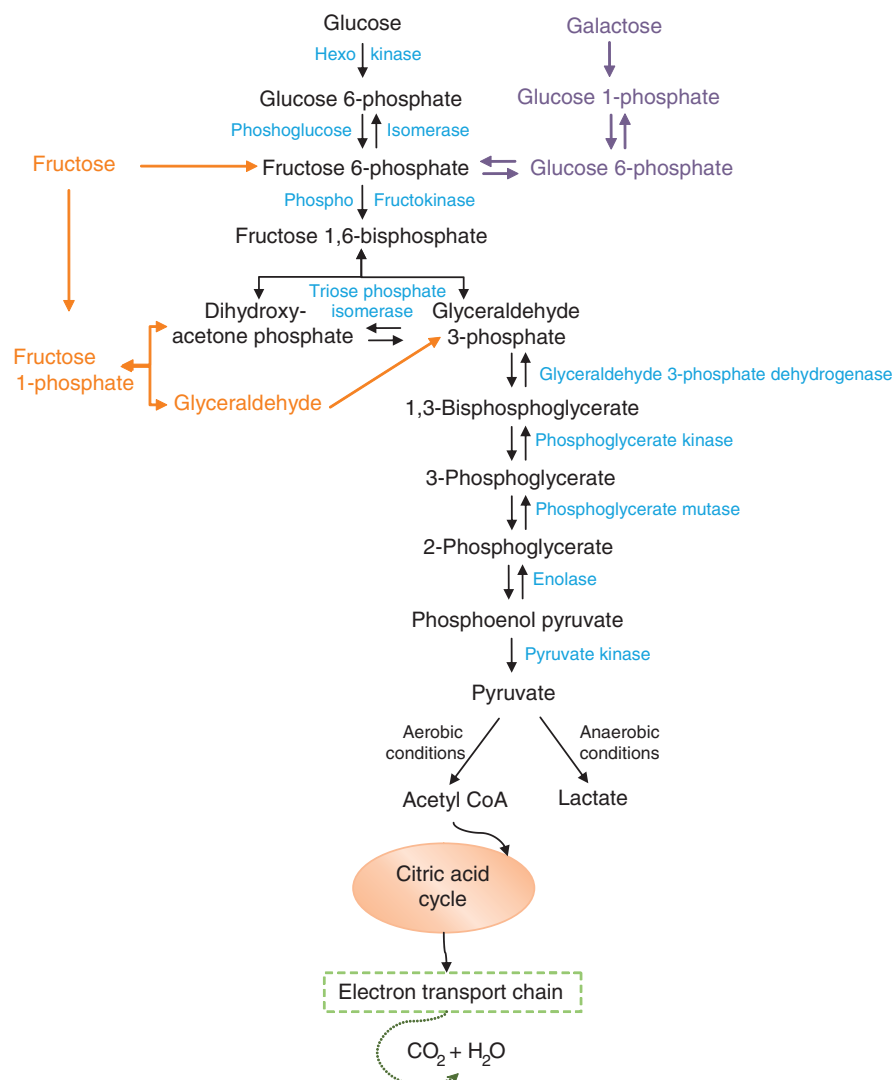 Glucose
Galactose
Hexo kinase
Glucose 6-phosphate
Glucose 1-phosphate
Phoshoglucose Isomerase
Fructose
Fructose 6-phosphate
Glucose 6-phosphate
Phospho Fructokinase
Fructose 1,6-bisphosphate
Triose phosphate
isomerase
Dihydroxy-
acetone phosphate
Glyceraldehyde
3-phosphate
Fructose
1-phosphate
Glyceraldehyde
Glyceraldehyde 3-phosphate dehydrogenase
1,3-Bisphosphoglycerate
Phosphoglycerate kinase
3-Phosphoglycerate
Phosphoglycerate mutase
2-Phosphoglycerate
Enolase
Phosphoenol pyruvate
Pyruvate kinase
Pyruvate
Aerobic
conditions
Anaerobic
conditions
Acetyl CoA
Lactate
Citric acid
cycle
Electron transport chain
CO₂ + H₂O